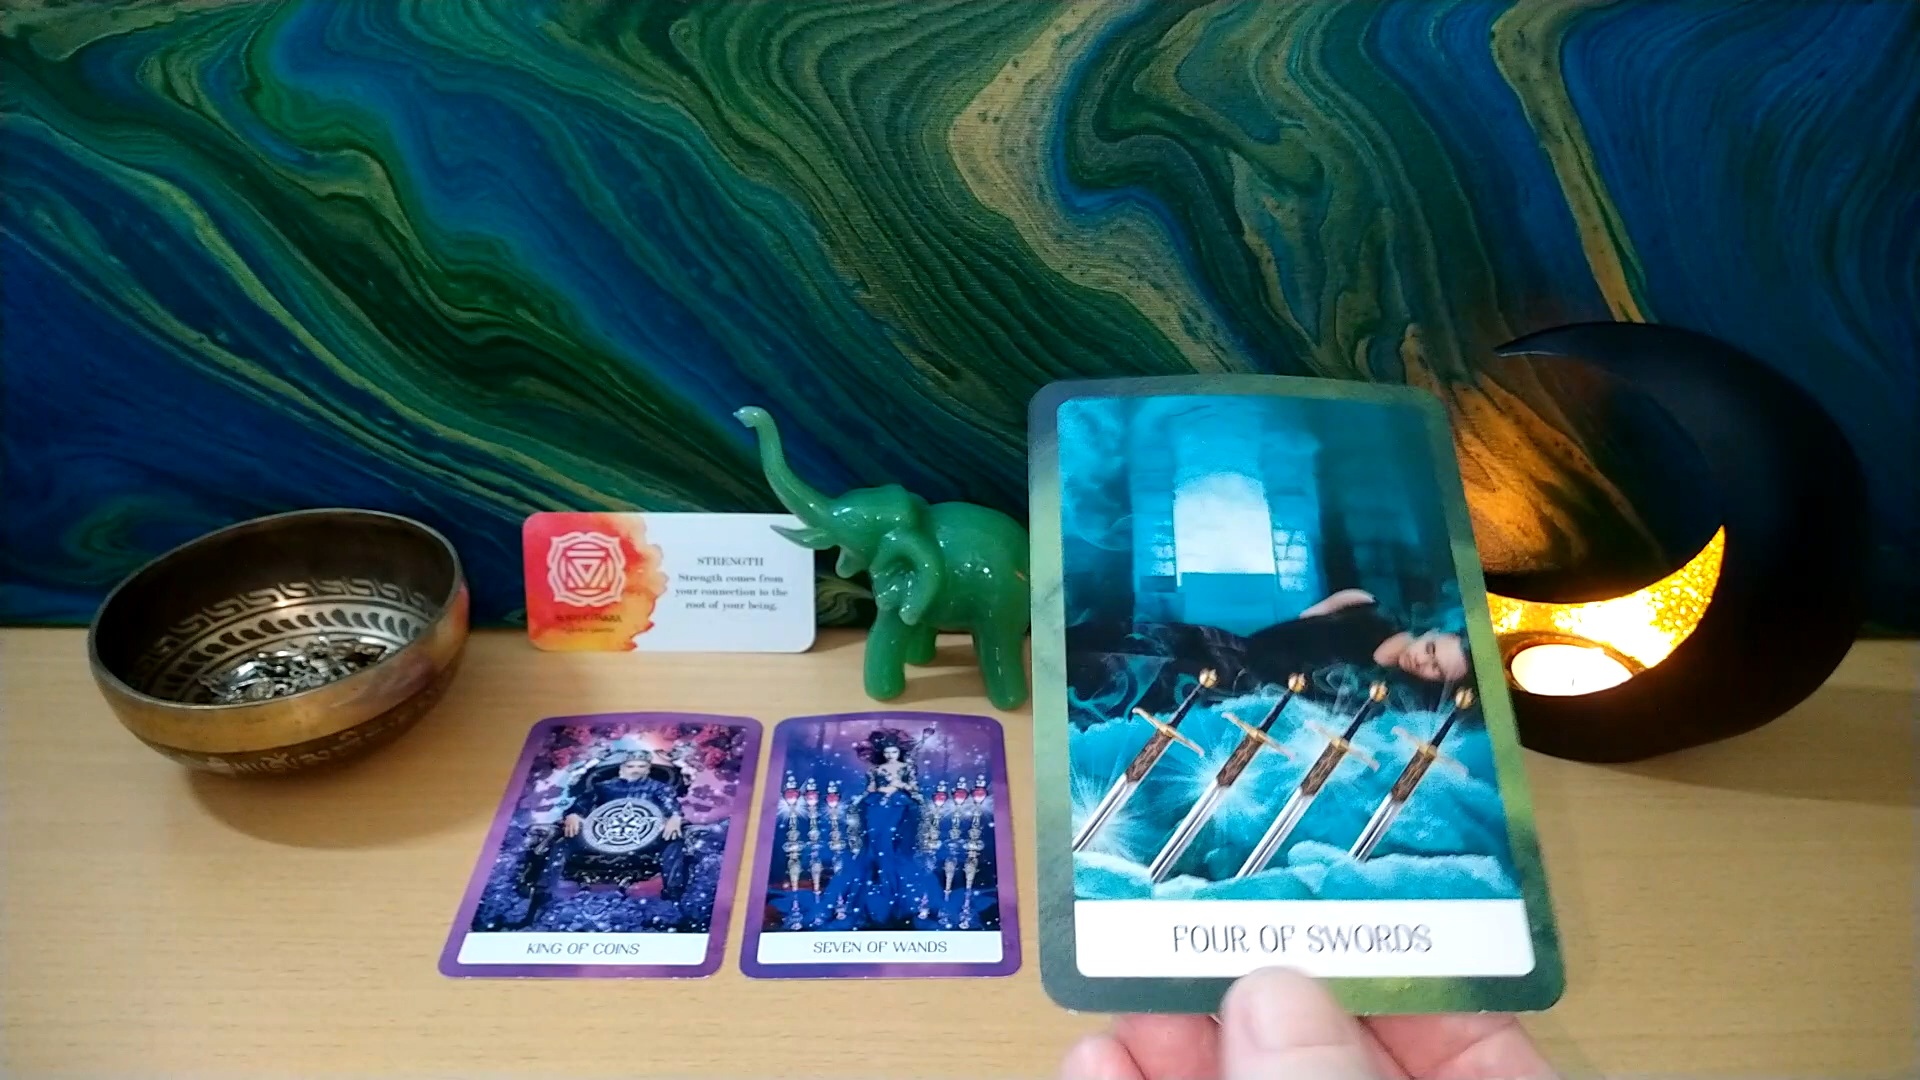 STRENGTH
Strength comes from
your connection to the
root of your being.
KING OF COINS
SEVEN OF WANDS
FOUR OF SWORDS